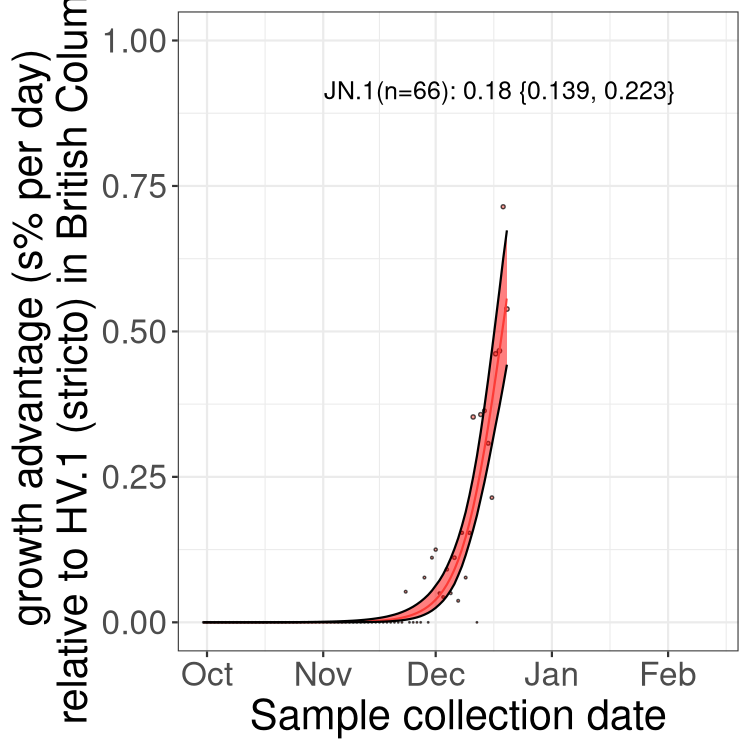 growth advantage (s% per day)
relative to HV.1 (stricto) in British Colum
1.00
0.75
0.50
0.25
0.00
JN.1(n=66): 0.18 {0.139, 0.223}
Oct Nov Dec Jan Feb
Sample collection date